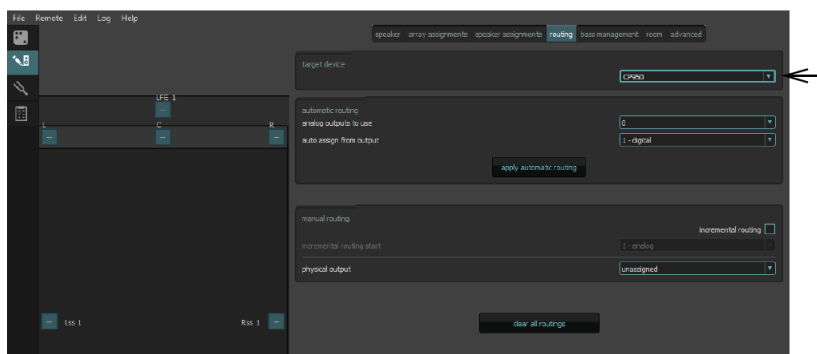 File Remote Edit Log Help
speaker array assignments speaker assignments routing bass management room advanced
target device
CP950
automatic routing
analog outputs to use
0
auto assign from output
1 - digital
apply automatic routing
manual routing
incremental routing
incremental routing start
1 - analog
physical output
unassigned
clear all routings
LFE 1
L C R
-- -- -- --
-- Lss 1 Rss 1 --